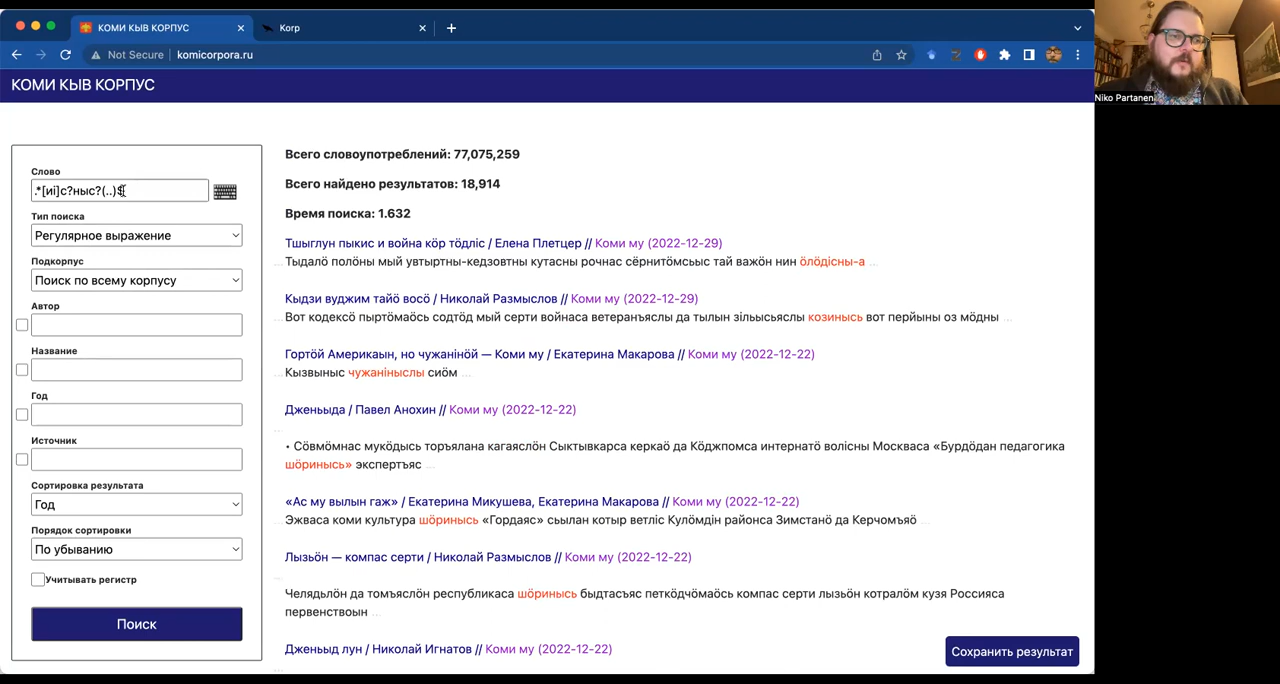 КОМИ КЫВ КОРПУС
Korp
Not Secure
komicorpora.ru
Niko Partanen
КОМИ КЫВ КОРПУС
Слово
.*[иі]с?ныс?(..)$
Тип поиска
Регулярное выражение
Подкорпус
Поиск по всему корпусу
Автор
Название
Год
Источник
Сортировка результата
Год
Порядок сортировки
По убыванию
Учитывать регистр
Поиск
Всего словоупотреблений: 77,075,259
Всего найдено результатов: 18,914
Время поиска: 1.632
Тшыглун пыкис и война кӧр тӧдліс / Елена Плетцер // Коми му (2022-12-29)
... Тыдалӧ полӧны мый увтыртны-кедзовтны кутасны рочнас сёрнитӧмсьыс тай важӧн нин ӧлӧдісны-а ...
Кыдзи вуджим тайӧ восӧ / Николай Размыслов // Коми му (2022-12-29)
... Вот кодексӧ пыртӧмаӧсь содтӧд мый серти войнаса ветеранъяслы да тылын зільысьяслы козинысь вот перйыны оз мӧдны ...
Гортӧй Америкаын, но чужанінӧй — Коми му / Екатерина Макарова // Коми му (2022-12-22)
... Кызвыныс чужаніныслы сиӧм ...
Дженьыда / Павел Анохин // Коми му (2022-12-22)
...
• Сӧвмӧмнас мукӧдысь торъялана кагаяслӧн Сыктывкарса керкаӧ да Кӧджпомса интернатӧ волісны Москваса «Бурдӧдан педагогика
шӧринысь» экспертъяс ...
«Ас му вылын гаж» / Екатерина Микушева, Екатерина Макарова // Коми му (2022-12-22)
... Эжваса коми культура шӧринысь «Гордаяс» сьылан котыр ветліс Кулӧмдін районса Зимстанӧ да Керчомъяӧ ...
Лызьӧн — компас серти / Николай Размыслов // Коми му (2022-12-22)
...
Челядьлӧн да томъяслӧн республикаса шӧринысь быдтасъяс петкӧдчӧмаӧсь компас серти лызьӧн котралӧм кузя Россияса
первенствоын ...
Дженьыд лун / Николай Игнатов // Коми му (2022-12-22)
...
Сохранить результат